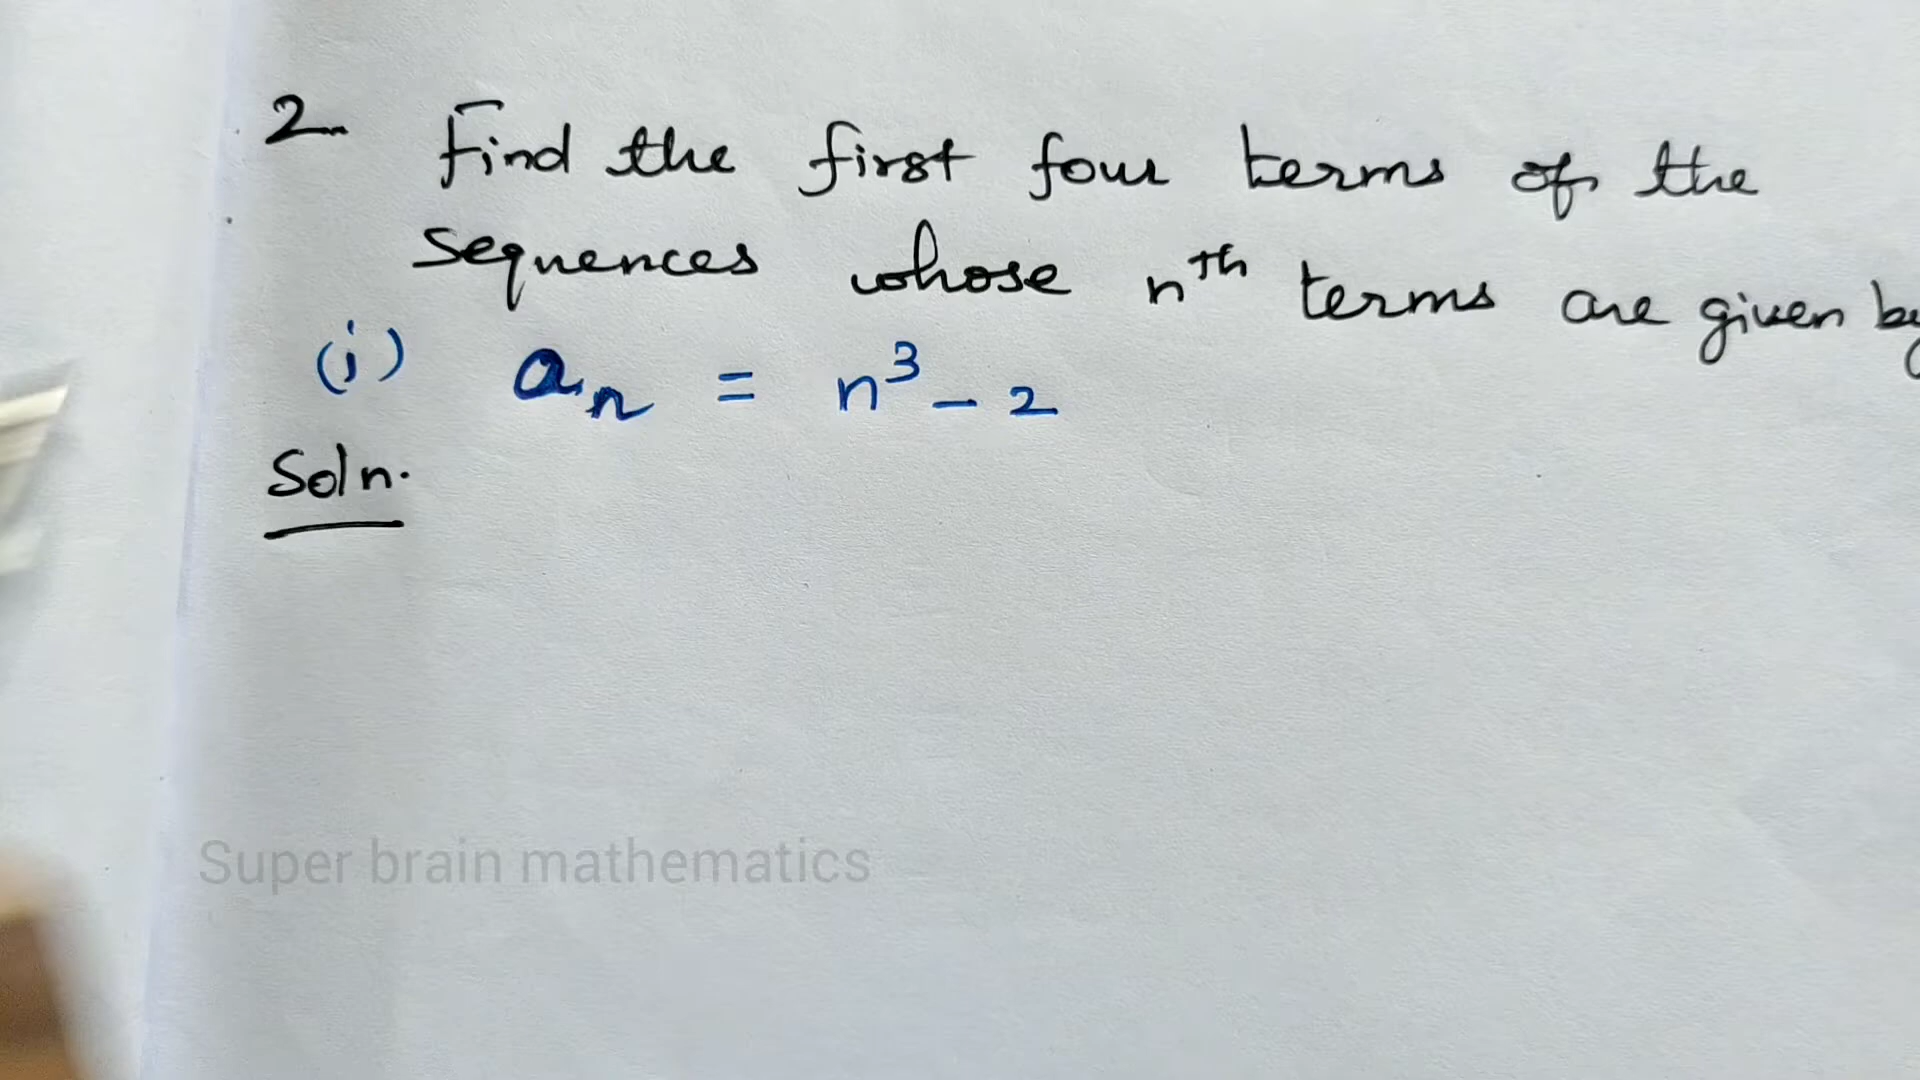 2. Find the first four terms of the
sequences whose nth terms are given by
(i) an = n³ - 2
Soln.
Super brain mathematics